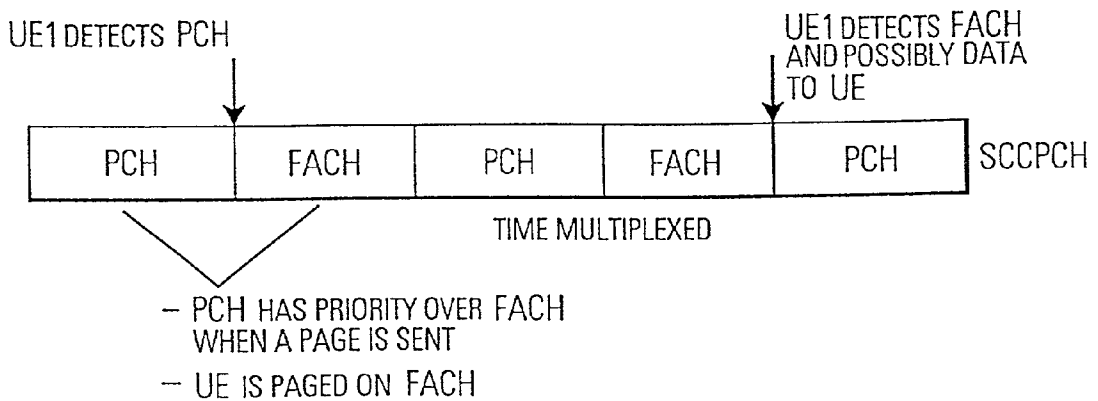 UE1 DETECTS PCH
UE1 DETECTS FACH
AND POSSIBLY DATA
TO UE
PCH
FACH
PCH
FACH
PCH
SCCPCH
TIME MULTIPLEXED
– PCH HAS PRIORITY OVER FACH
WHEN A PAGE IS SENT
– UE IS PAGED ON FACH